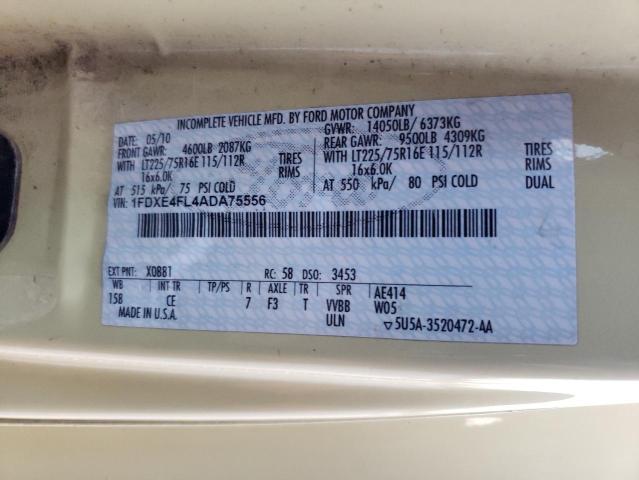 INCOMPLETE VEHICLE MFD. BY FORD MOTOR COMPANY
DATE: 05/10 GVWR: 14050LB/ 6373KG
FRONT GAWR: 4600LB 2087KG REAR GAWR: 9500LB 4309KG
WITH LT225/75R16E 115/112R TIRES WITH LT225/75R16E 115/112R TIRES
16x6.0K RIMS 16x6.0K RIMS
AT 515 kPa/ 75 PSI COLD AT 550 kPa/ 80 PSI COLD DUAL
VIN: 1FDXE4FL4ADA75556
EXT PNT: X0881 RC: 58 DSO: 3453
WB INT TR TP/PS R AXLE TR SPR AE414
158 CE 7 F3 T VVBB WO5
MADE IN U.S.A. ULN ▽5U5A-3520472-AA